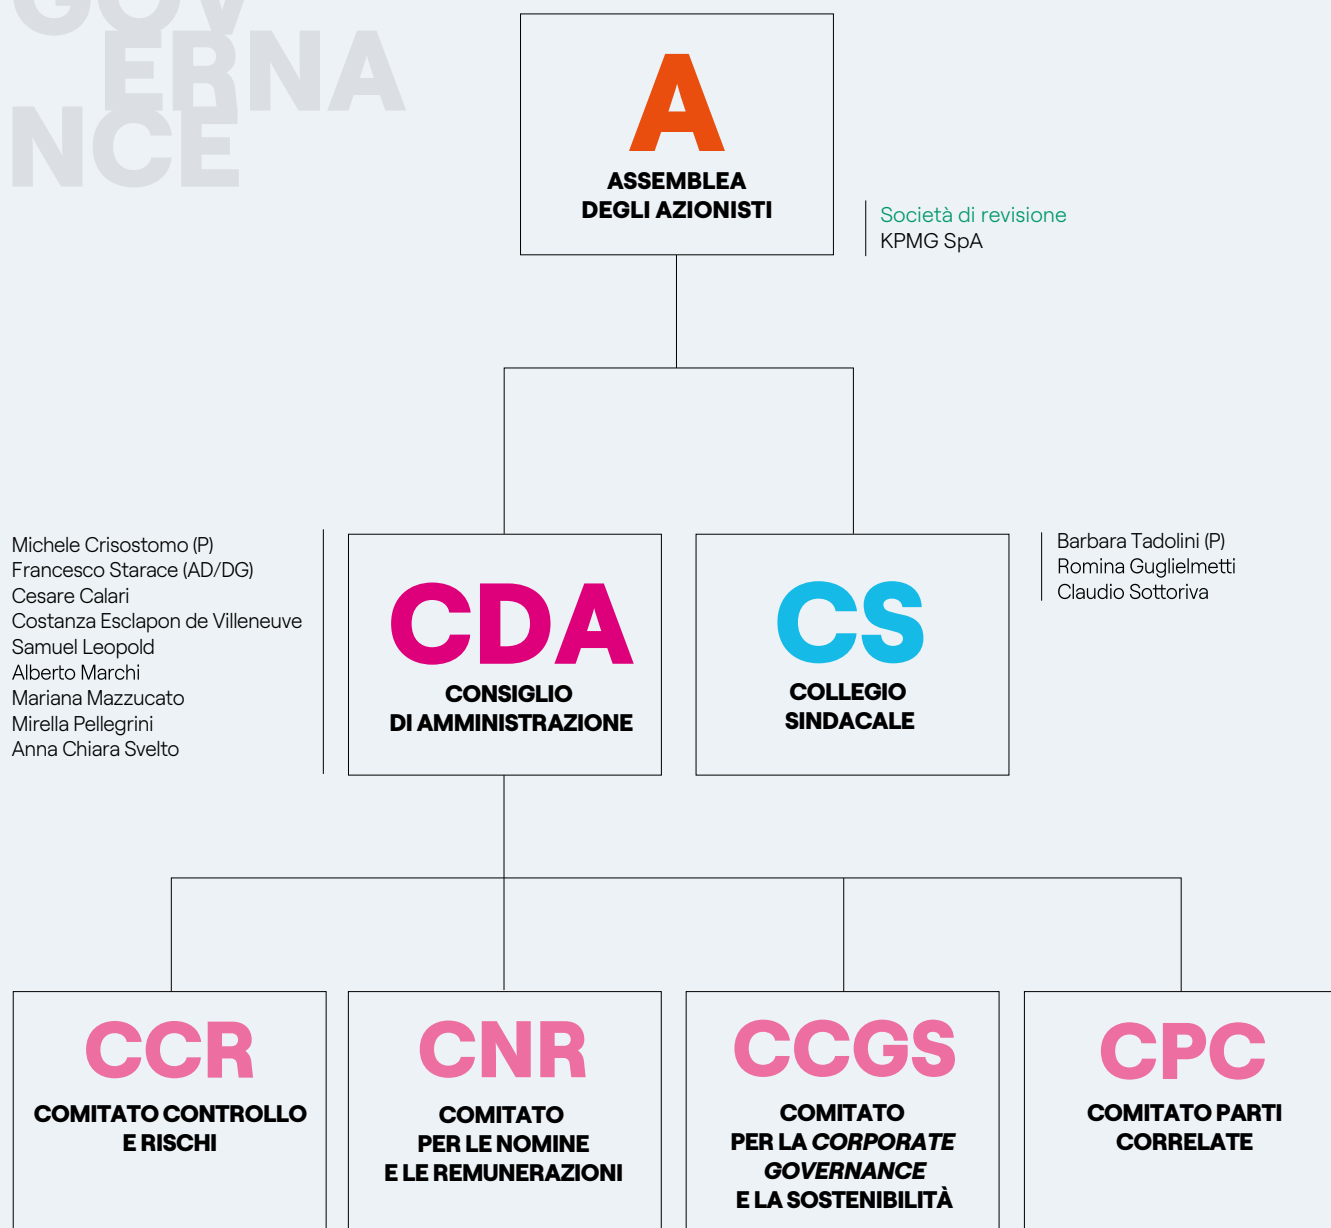 GOV
ERNA
NCE
A
ASSEMBLEA
DEGLI AZIONISTI
Società di revisione
KPMG SpA
Michele Crisostomo (P)
Francesco Starace (AD/DG)
Cesare Calari
Costanza Esclapon de Villeneuve
Samuel Leopold
Alberto Marchi
Mariana Mazzucato
Mirella Pellegrini
Anna Chiara Svelto
CDA
CONSIGLIO
DI AMMINISTRAZIONE
CS
COLLEGIO
SINDACALE
Barbara Tadolini (P)
Romina Guglielmetti
Claudio Sottoriva
CCR
COMITATO CONTROLLO
E RISCHI
CNR
COMITATO
PER LE NOMINE
E LE REMUNERAZIONI
CCGS
COMITATO
PER LA CORPORATE
GOVERNANCE
E LA SOSTENIBILITÀ
CPC
COMITATO PARTI
CORRELATE